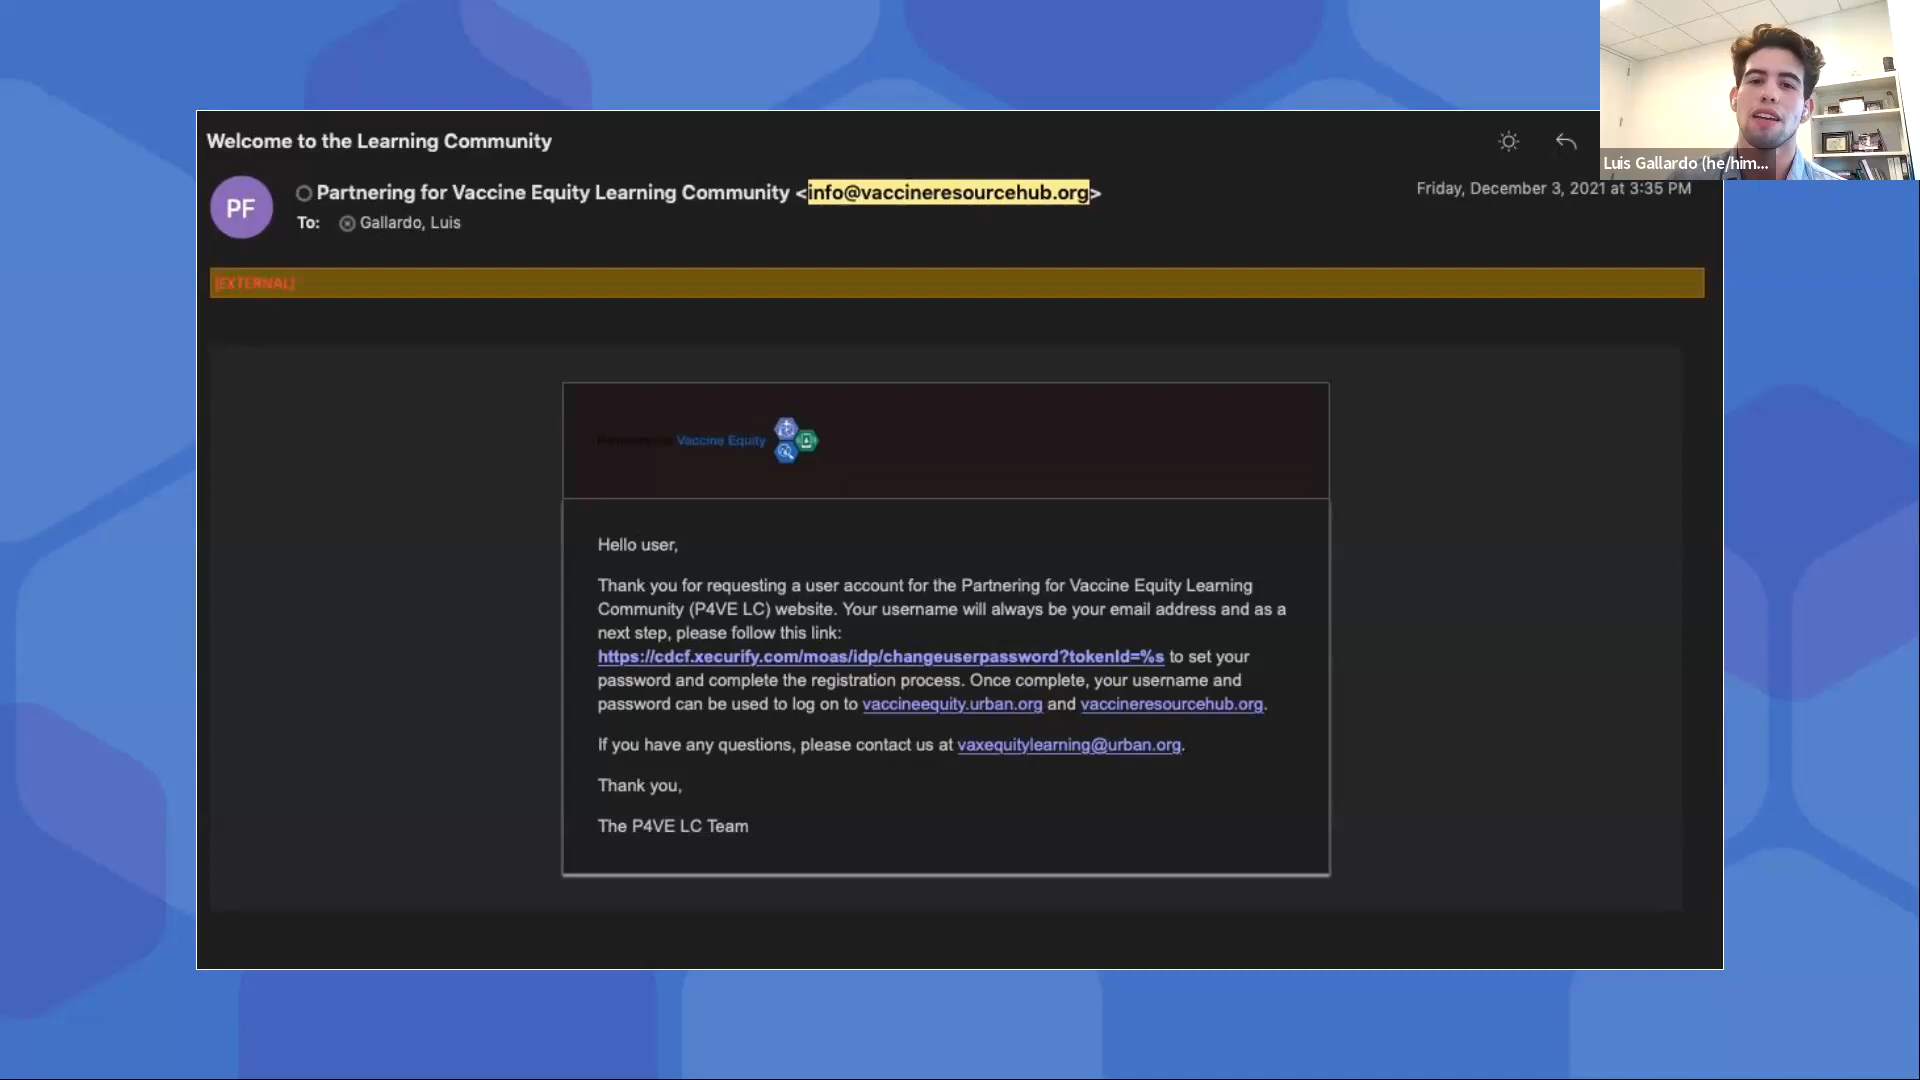 Welcome to the Learning Community
Luis Gallardo (he/him...
PF
Partnering for Vaccine Equity Learning Community <info@vaccineresourcehub.org>
Friday, December 3, 2021 at 3:35 PM
To: Gallardo, Luis
[EXTERNAL]
Vaccine Equity
Hello user,
Thank you for requesting a user account for the Partnering for Vaccine Equity Learning
Community (P4VE LC) website. Your username will always be your email address and as a
next step, please follow this link:
https://cdcf.xecurify.com/moas/idp/changeuserpassword?tokenId=%s to set your
password and complete the registration process. Once complete, your username and
password can be used to log on to vaccineequity.urban.org and vaccineresourcehub.org.
If you have any questions, please contact us at vaxequitylearning@urban.org.
Thank you,
The P4VE LC Team